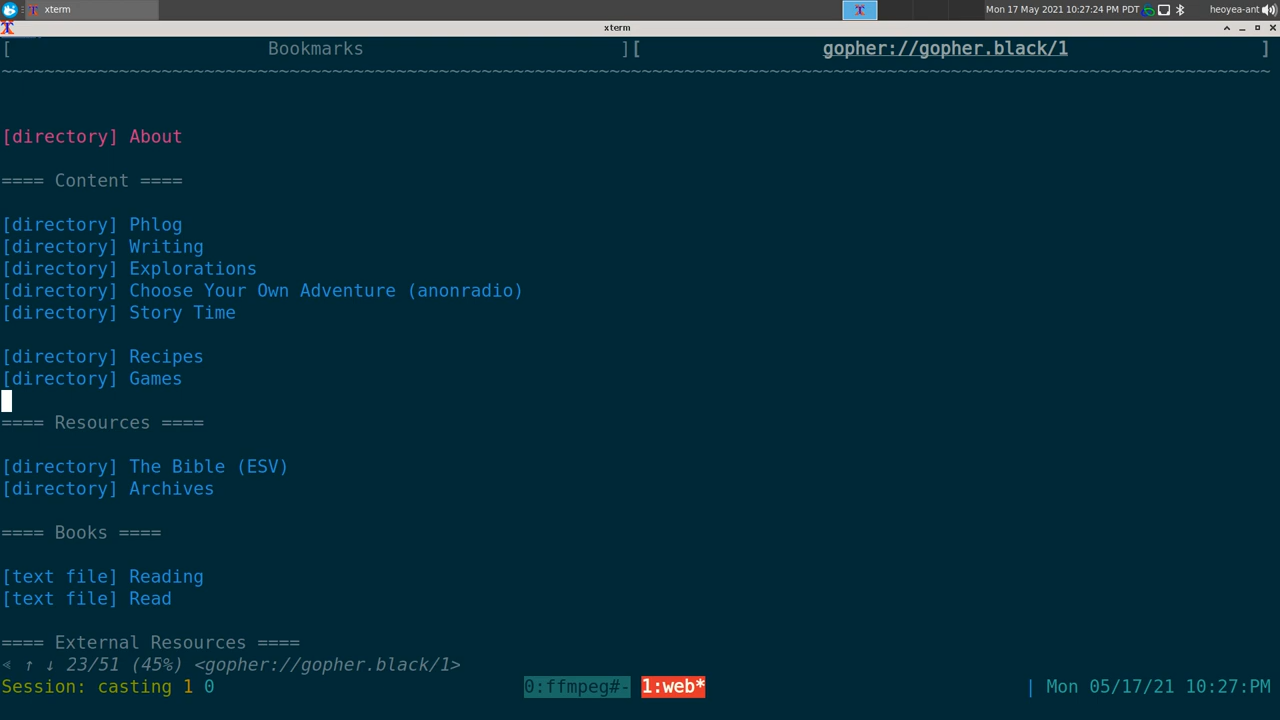 xterm
Mon 17 May 2021 10:27:24 PM PDT
heoyea-ant
xterm
[ Bookmarks ][ gopher://gopher.black/1 ]
~~~~~~~~~~~~~~~~~~~~~~~~~~~~~~~~~~~~~~~~~~~~~~~~~~~~~~~~~~~~~~~~~~~~~~~~~~~~~~~~~~~~~~~~~~~~~~~~~~~~~~~~~~~~~~~~~~~~~~~
[directory] About
==== Content ====
[directory] Phlog
[directory] Writing
[directory] Explorations
[directory] Choose Your Own Adventure (anonradio)
[directory] Story Time
[directory] Recipes
[directory] Games
==== Resources ====
[directory] The Bible (ESV)
[directory] Archives
==== Books ====
[text file] Reading
[text file] Read
==== External Resources ====
⪡ ↑ ↓ 23/51 (45%) <gopher://gopher.black/1>
Session: casting 1 0 0:ffmpeg#- 1:web* | Mon 05/17/21 10:27:PM